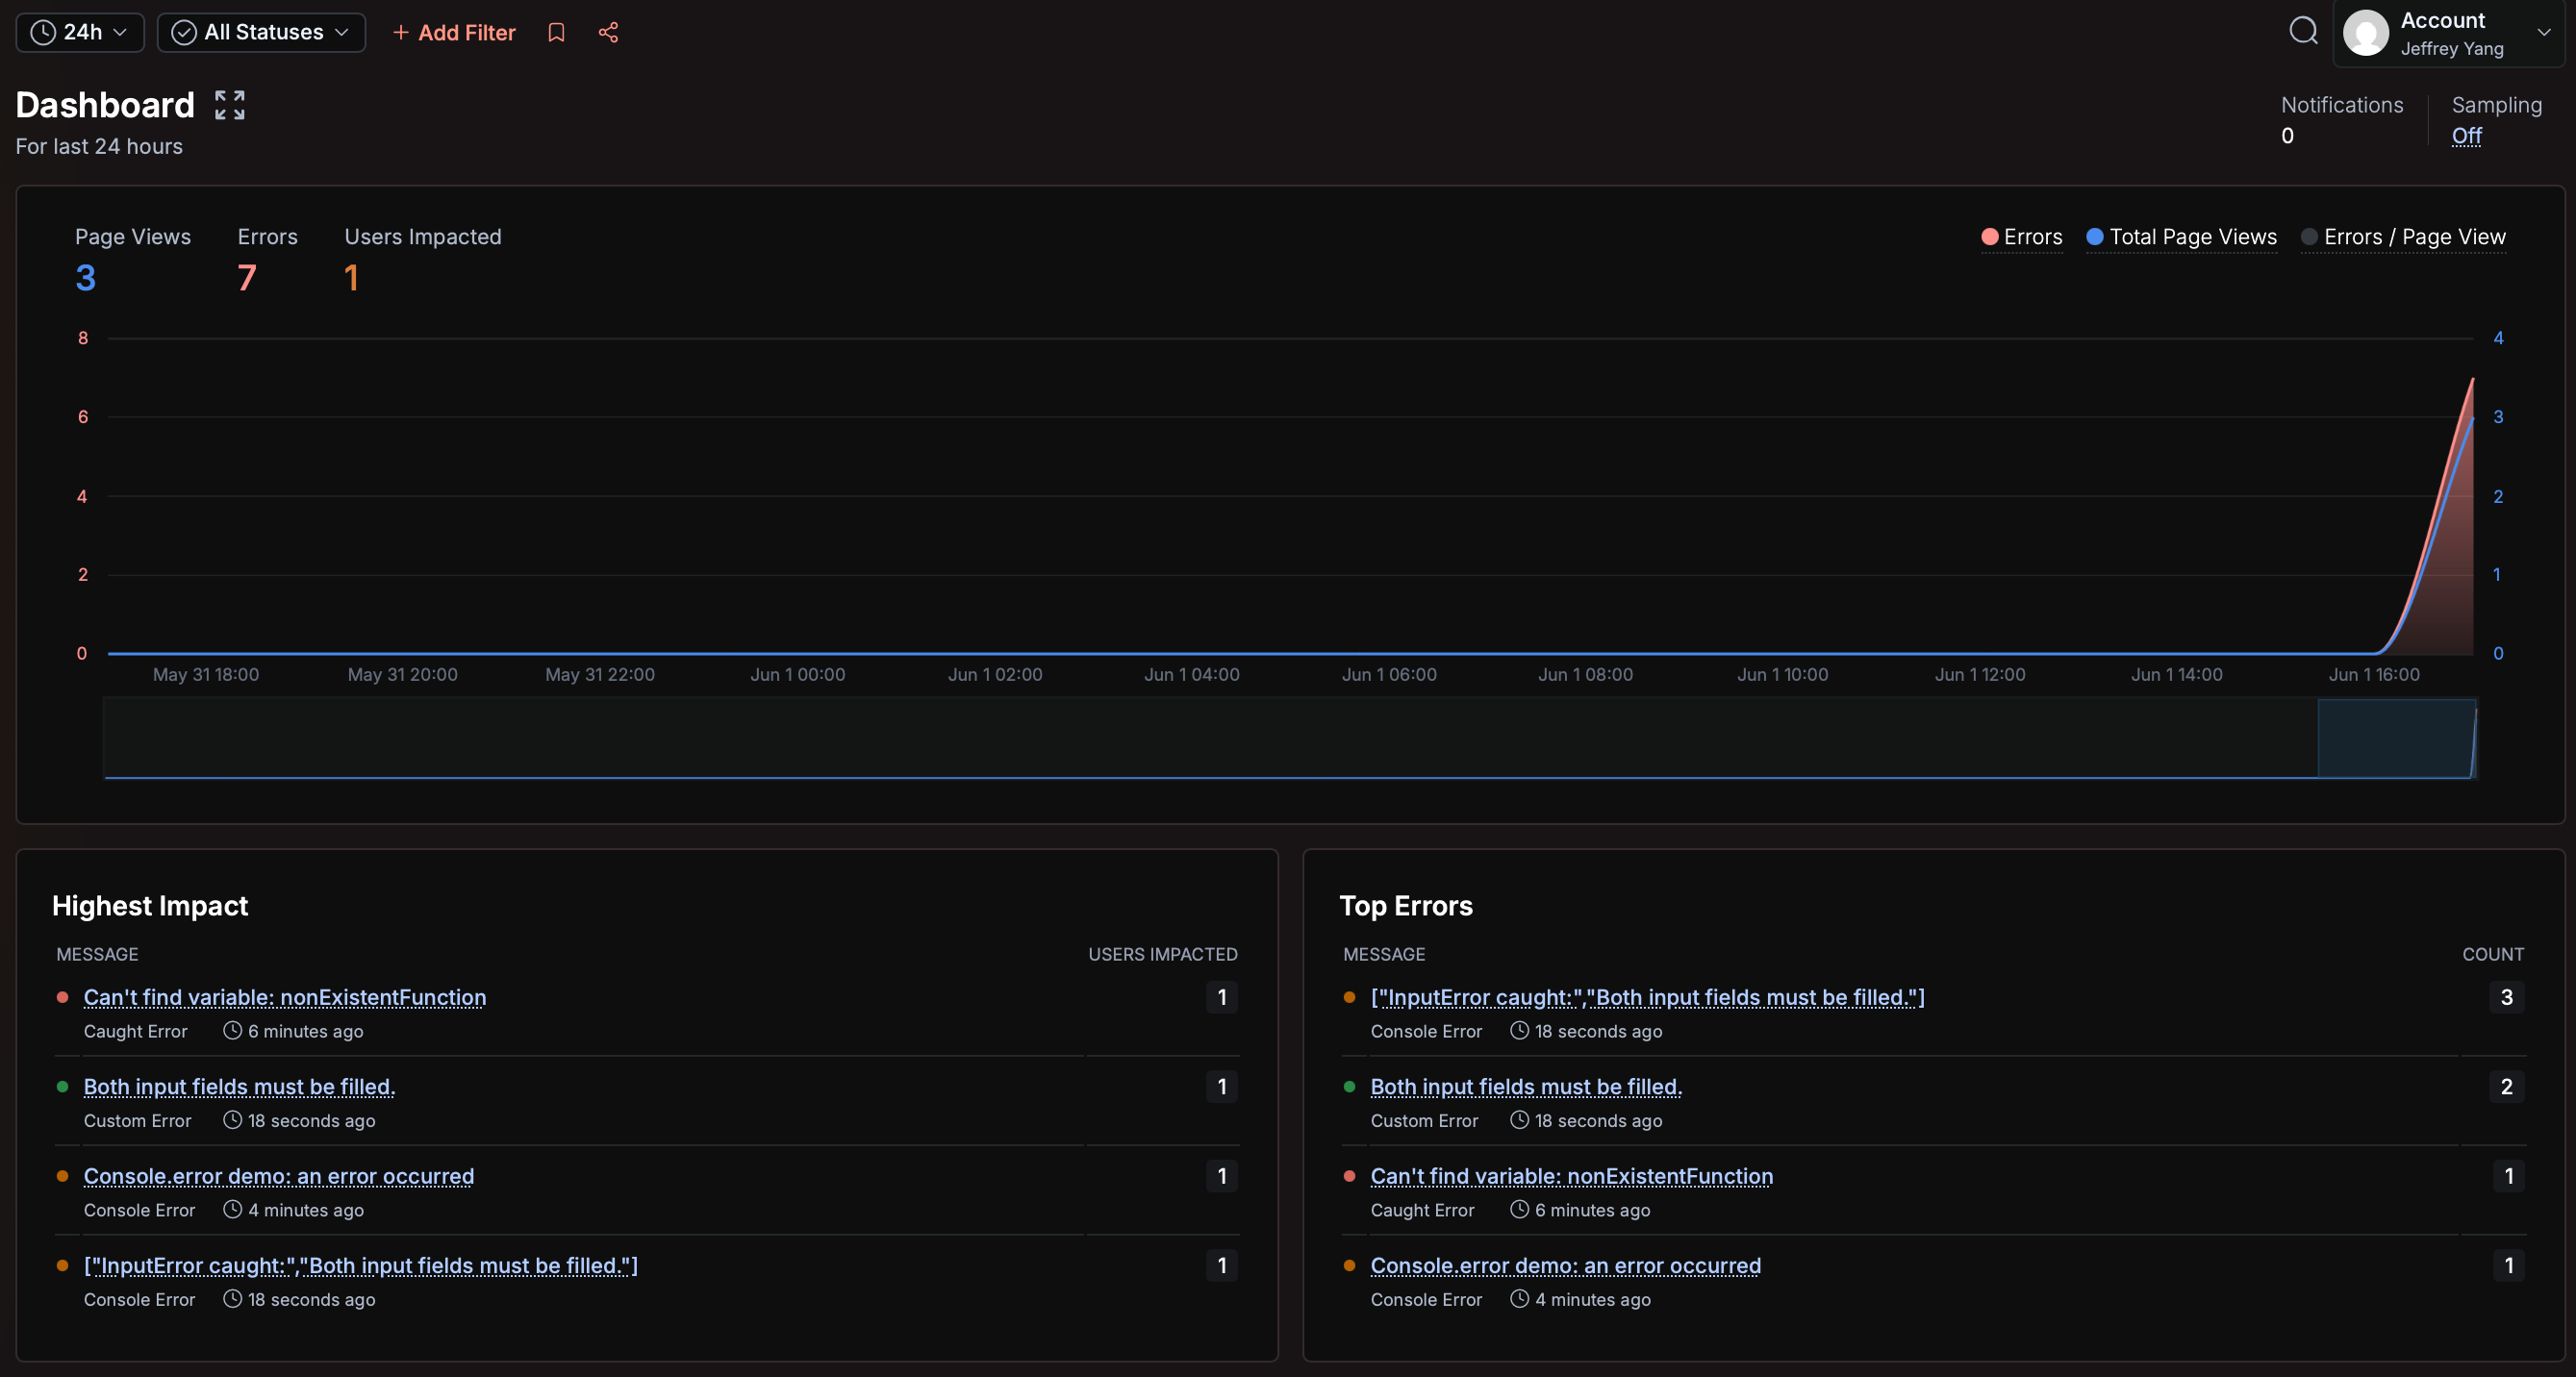 24h
All Statuses
+ Add Filter
Account
Jeffrey Yang
Dashboard
For last 24 hours
Notifications
0
Sampling
Off
Page Views
3
Errors
7
Users Impacted
1
Errors
Total Page Views
Errors / Page View
8
6
4
2
0
4
3
2
1
0
May 31 18:00
May 31 20:00
May 31 22:00
Jun 1 00:00
Jun 1 02:00
Jun 1 04:00
Jun 1 06:00
Jun 1 08:00
Jun 1 10:00
Jun 1 12:00
Jun 1 14:00
Jun 1 16:00
Highest Impact
MESSAGE USERS IMPACTED
Can't find variable: nonExistentFunction 1
Caught Error 6 minutes ago
Both input fields must be filled. 1
Custom Error 18 seconds ago
Console.error demo: an error occurred 1
Console Error 4 minutes ago
["InputError caught:","Both input fields must be filled."] 1
Console Error 18 seconds ago
Top Errors
MESSAGE COUNT
["InputError caught:","Both input fields must be filled."] 3
Console Error 18 seconds ago
Both input fields must be filled. 2
Custom Error 18 seconds ago
Can't find variable: nonExistentFunction 1
Caught Error 6 minutes ago
Console.error demo: an error occurred 1
Console Error 4 minutes ago